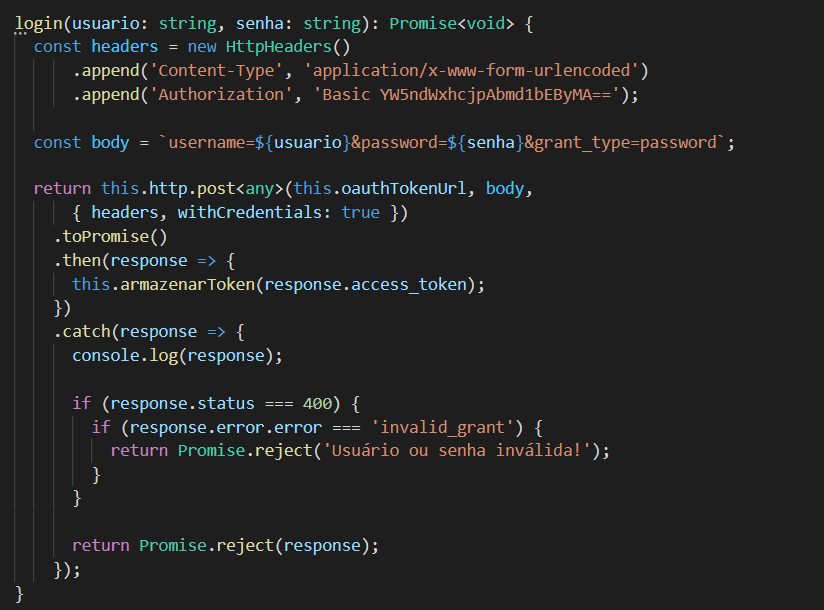 login(usuario: string, senha: string): Promise<void> {
const headers = new HttpHeaders()
.append('Content-Type', 'application/x-www-form-urlencoded')
.append('Authorization', 'Basic YW5ndWxhcjpAbmd1bEByMA==');
const body = `username=${usuario}&password=${senha}&grant_type=password`;
return this.http.post<any>(this.oauthTokenUrl, body,
{ headers, withCredentials: true })
.toPromise()
.then(response => {
this.armazenarToken(response.access_token);
})
.catch(response => {
console.log(response);
if (response.status === 400) {
if (response.error.error === 'invalid_grant') {
return Promise.reject('Usuário ou senha inválida!');
}
}
return Promise.reject(response);
});
}